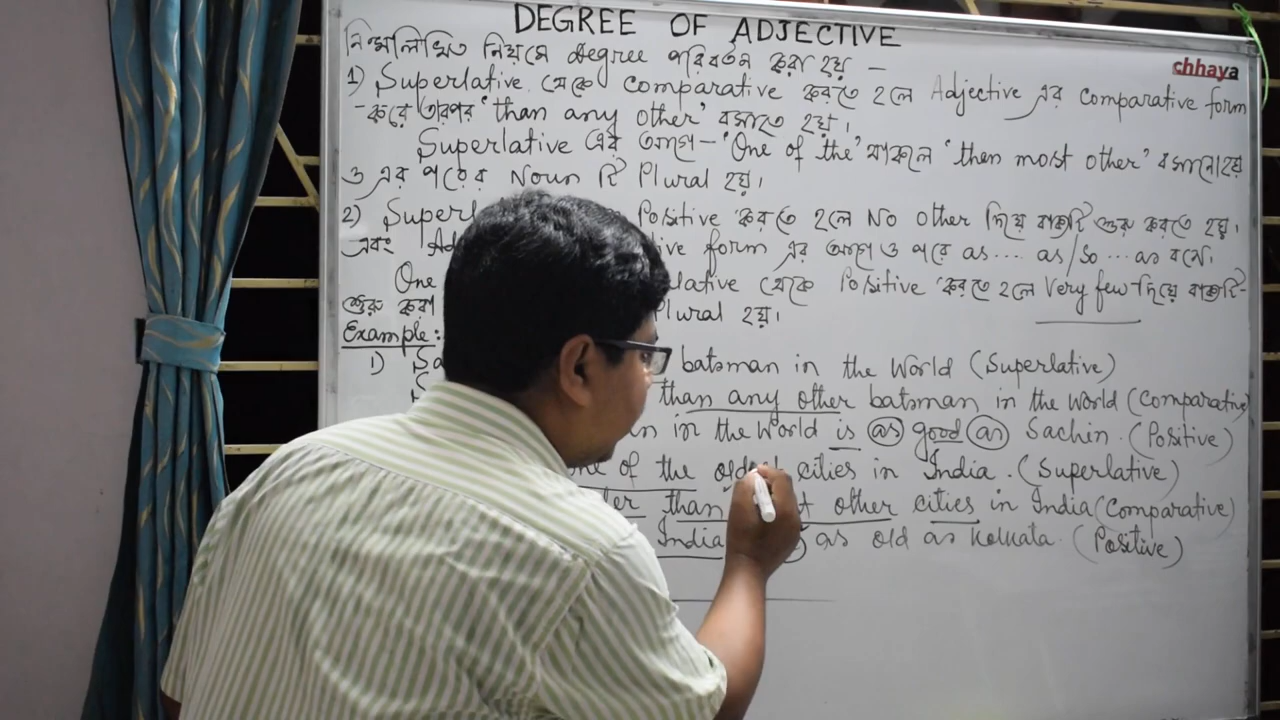 DEGREE OF ADJECTIVE
নিম্নলিখিত নিয়মে degree পরিবর্তন করা হয় –
chhaya
1) Superlative থেকে comparative করতে হলে Adjective এর comparative form
করে তারপর 'than any other' বসাতে হয়।
Superlative এর আগে – 'One of the' থাকলে 'than most other' বসানো হয়
ও এর পরের Noun টি Plural হয়।
2) Superl Positive করতে হলে No other দিয়ে বাক্যটি শুরু করতে হয়।
এবং Ad ive form এর আগে ও পরে as .... as/so ... as বসে।
One lative থেকে Positive করতে হলে Very few দিয়ে বাক্যটি
শুরু করা Plural হয়।
Example:
1) Sa batsman in the World (Superlative)
than any other batsman in the World (Comparative)
in the World is as good as Sachin. (Positive)
one of the oldest cities in India. (Superlative)
er than other cities in India (Comparative)
India as old as Kolkata. (Positive)